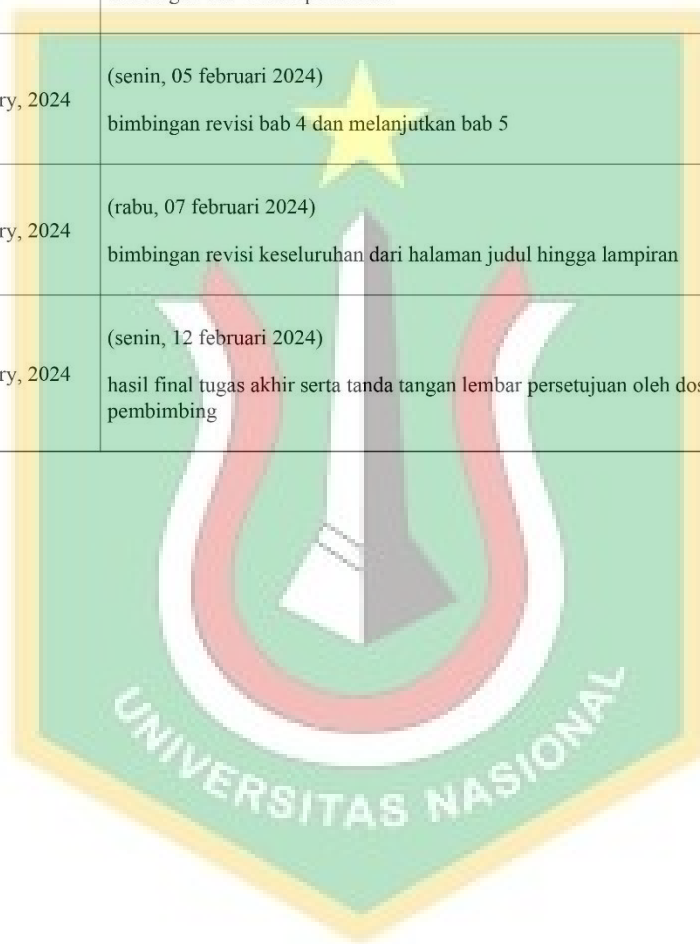 ry, 2024
(senin, 05 februari 2024)
bimbingan revisi bab 4 dan melanjutkan bab 5
ry, 2024
(rabu, 07 februari 2024)
bimbingan revisi keseluruhan dari halaman judul hingga lampiran
ry, 2024
(senin, 12 februari 2024)
hasil final tugas akhir serta tanda tangan lembar persetujuan oleh dos
pembimbing
UNIVERSITAS NASIONAL